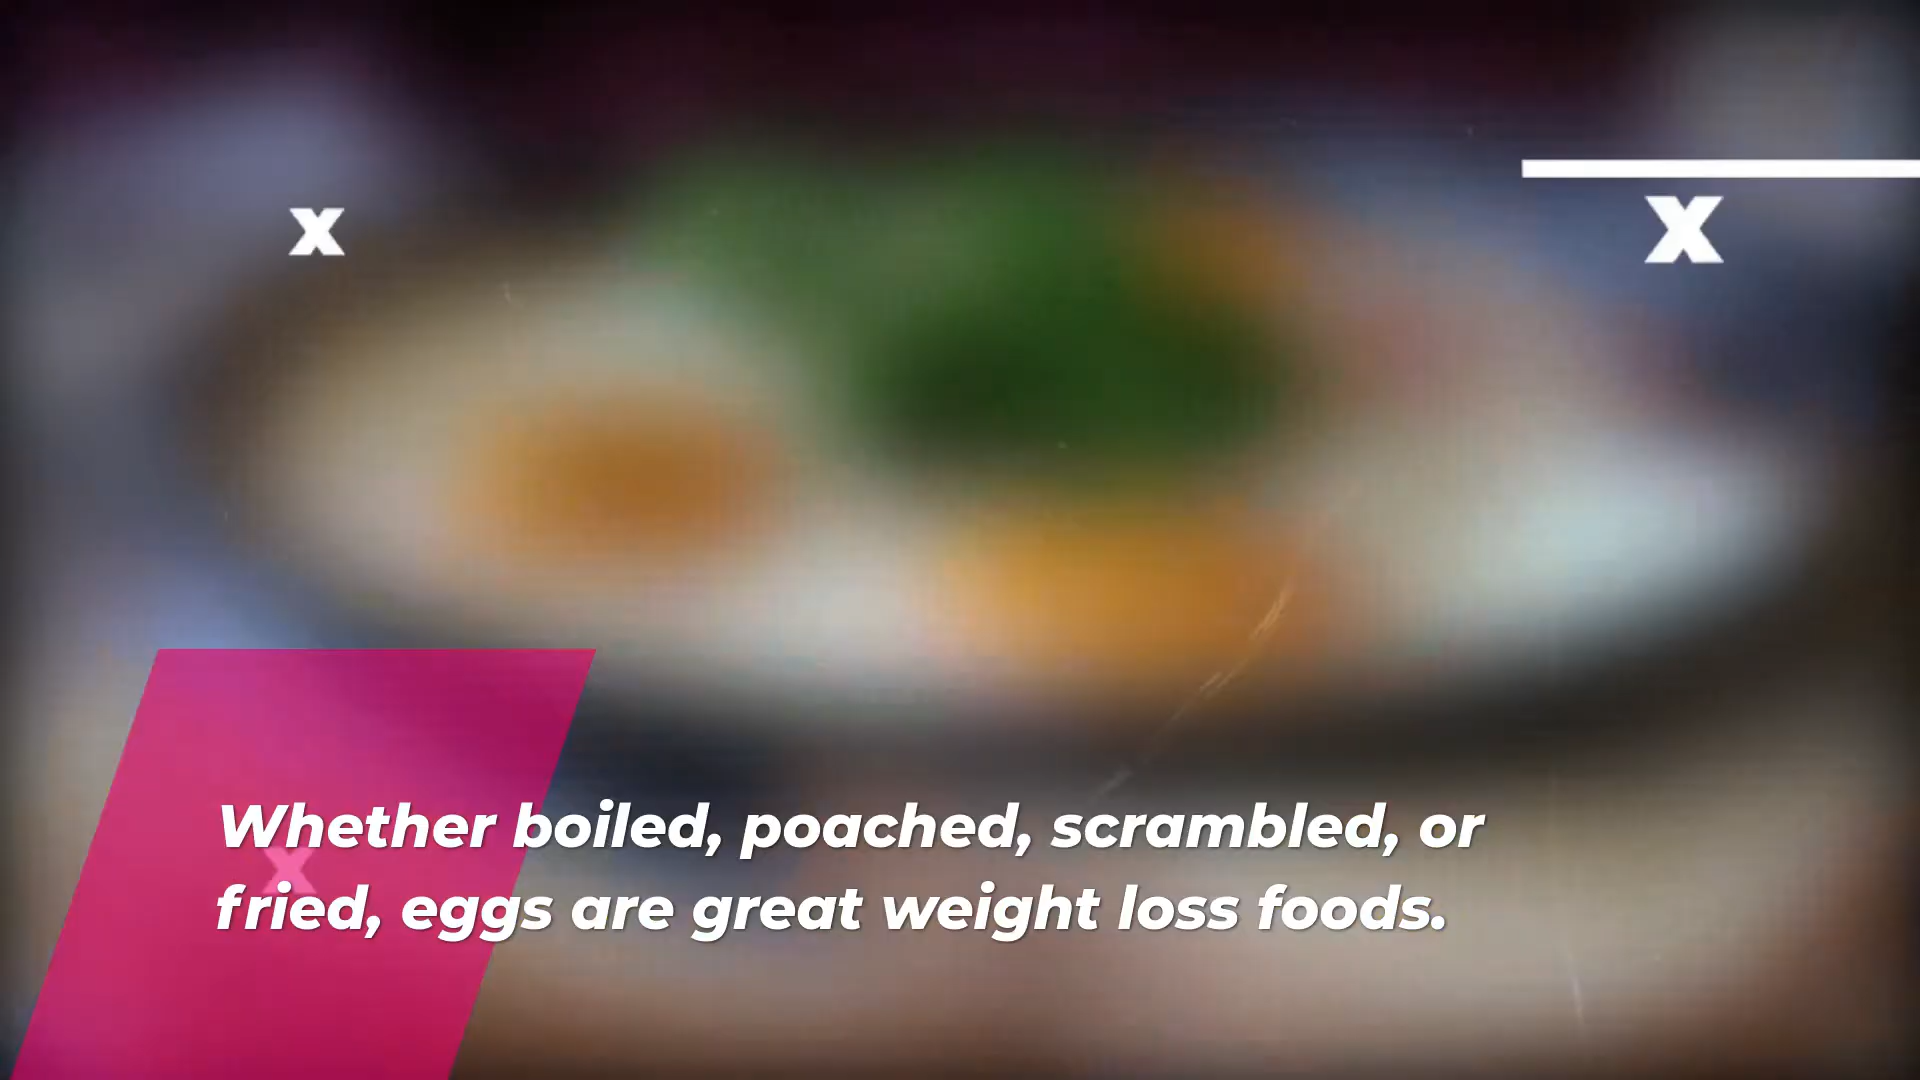 Whether boiled, poached, scrambled, or
fried, eggs are great weight loss foods.